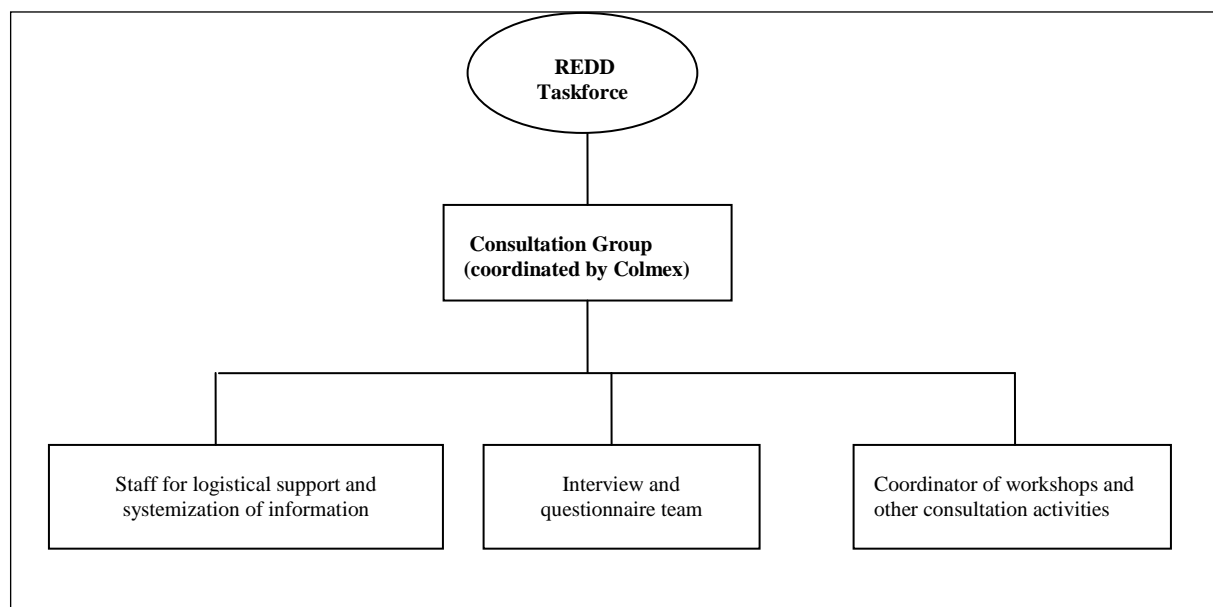 REDD
Taskforce
Consultation Group
(coordinated by Colmex)
Staff for logistical support and
systemization of information
Interview and
questionnaire team
Coordinator of workshops and
other consultation activities